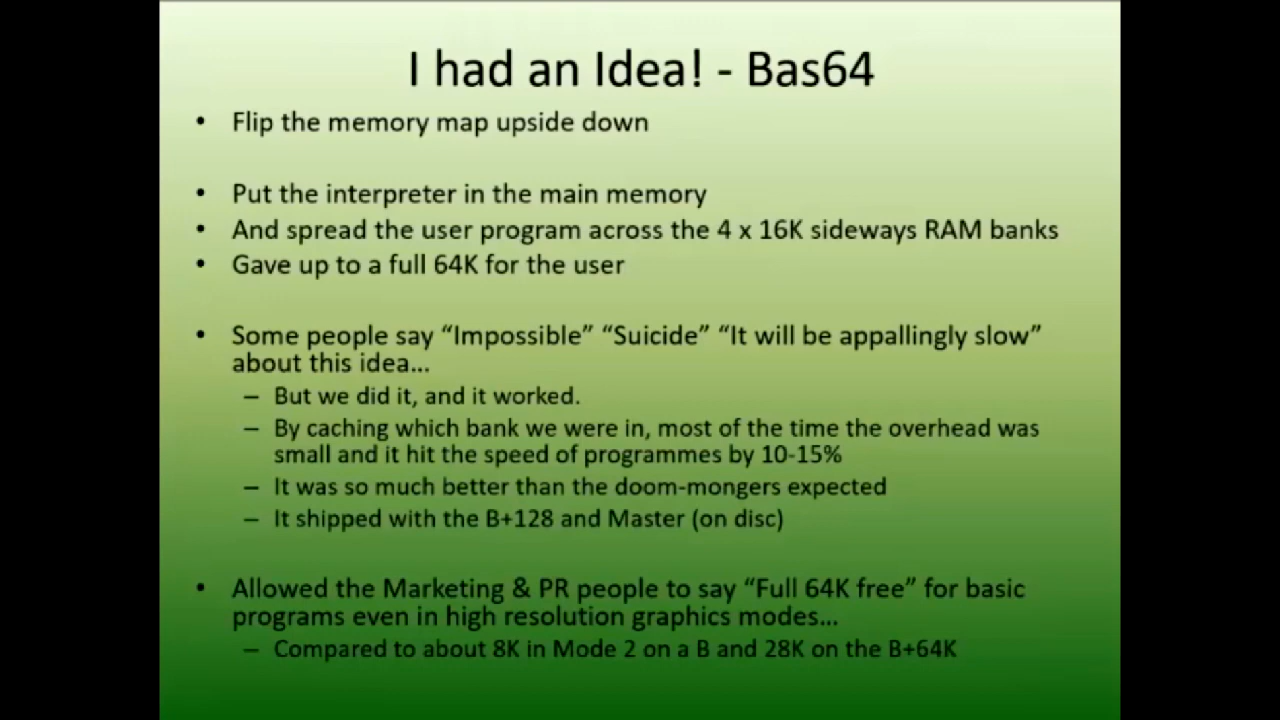 I had an Idea! - Bas64
• Flip the memory map upside down
• Put the interpreter in the main memory
• And spread the user program across the 4 x 16K sideways RAM banks
• Gave up to a full 64K for the user
• Some people say “Impossible” “Suicide” “It will be appallingly slow”
about this idea…
– But we did it, and it worked.
– By caching which bank we were in, most of the time the overhead was
small and it hit the speed of programmes by 10-15%
– It was so much better than the doom-mongers expected
– It shipped with the B+128 and Master (on disc)
• Allowed the Marketing & PR people to say “Full 64K free” for basic
programs even in high resolution graphics modes…
– Compared to about 8K in Mode 2 on a B and 28K on the B+64K